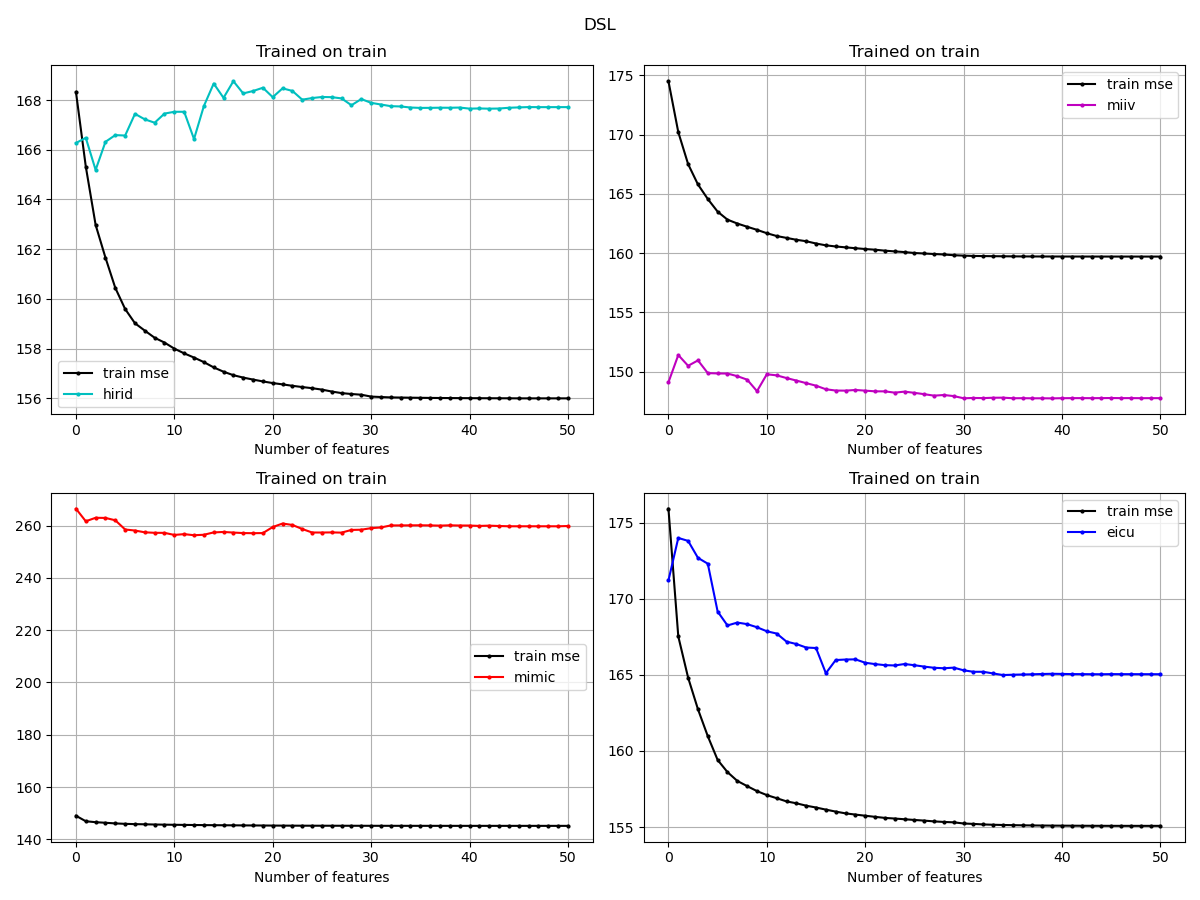 DSL
Trained on train
168
166
164
162
160
158
156
train mse
hirid
0 10 20 30 40 50
Number of features
Trained on train
175
170
165
160
155
150
train mse
miiv
0 10 20 30 40 50
Number of features
Trained on train
260
240
220
200
180
160
140
train mse
mimic
0 10 20 30 40 50
Number of features
Trained on train
175
170
165
160
155
train mse
eicu
0 10 20 30 40 50
Number of features